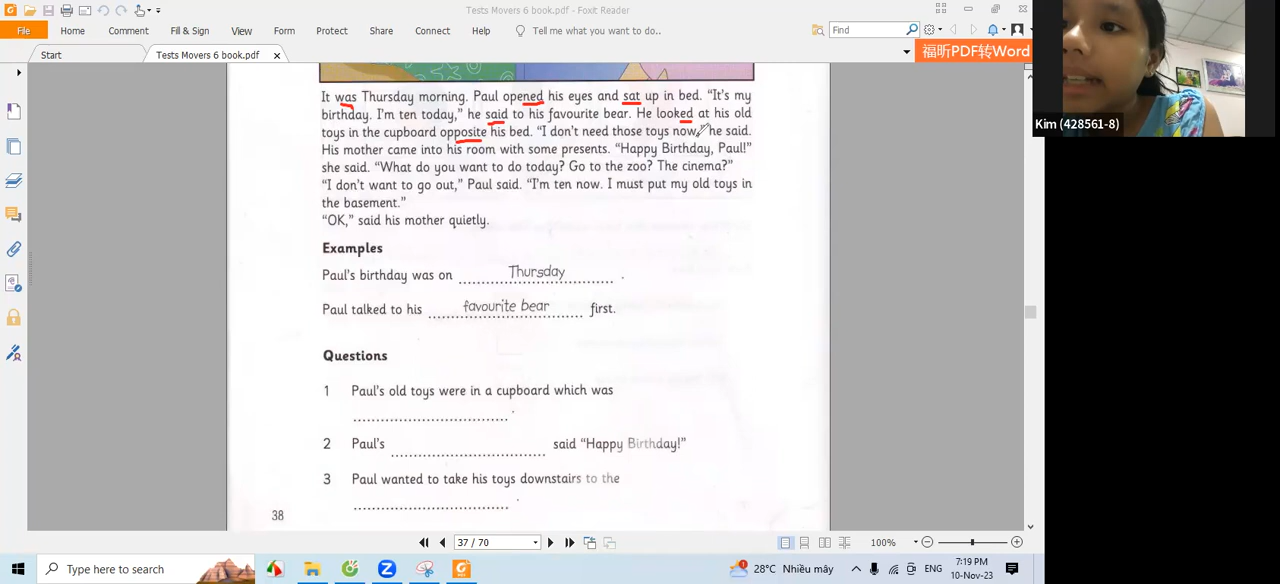 Tests Movers 6 book.pdf - Foxit Reader
File Home Comment Fill & Sign View Form Protect Share Connect Help Tell me what you want to do.. Find
Start Tests Movers 6 book.pdf × 福昕PDF转Word
It was Thursday morning. Paul opened his eyes and sat up in bed. “It's my
birthday. I'm ten today,” he said to his favourite bear. He looked at his old
toys in the cupboard opposite his bed. “I don't need those toys now,” he said.
His mother came into his room with some presents. “Happy Birthday, Paul!”
she said. “What do you want to do today? Go to the zoo? The cinema?”
“I don't want to go out,” Paul said. “I'm ten now. I must put my old toys in
the basement.”
“OK,” said his mother quietly.
Examples
Paul's birthday was on Thursday .
Paul talked to his favourite bear first.
Questions
1 Paul's old toys were in a cupboard which was
.
2 Paul's said “Happy Birthday!”
3 Paul wanted to take his toys downstairs to the
.
38
Kim (428561-8)
37 / 70 100%
Type here to search 28°C Nhiều mây ENG 7:19 PM
10-Nov-23